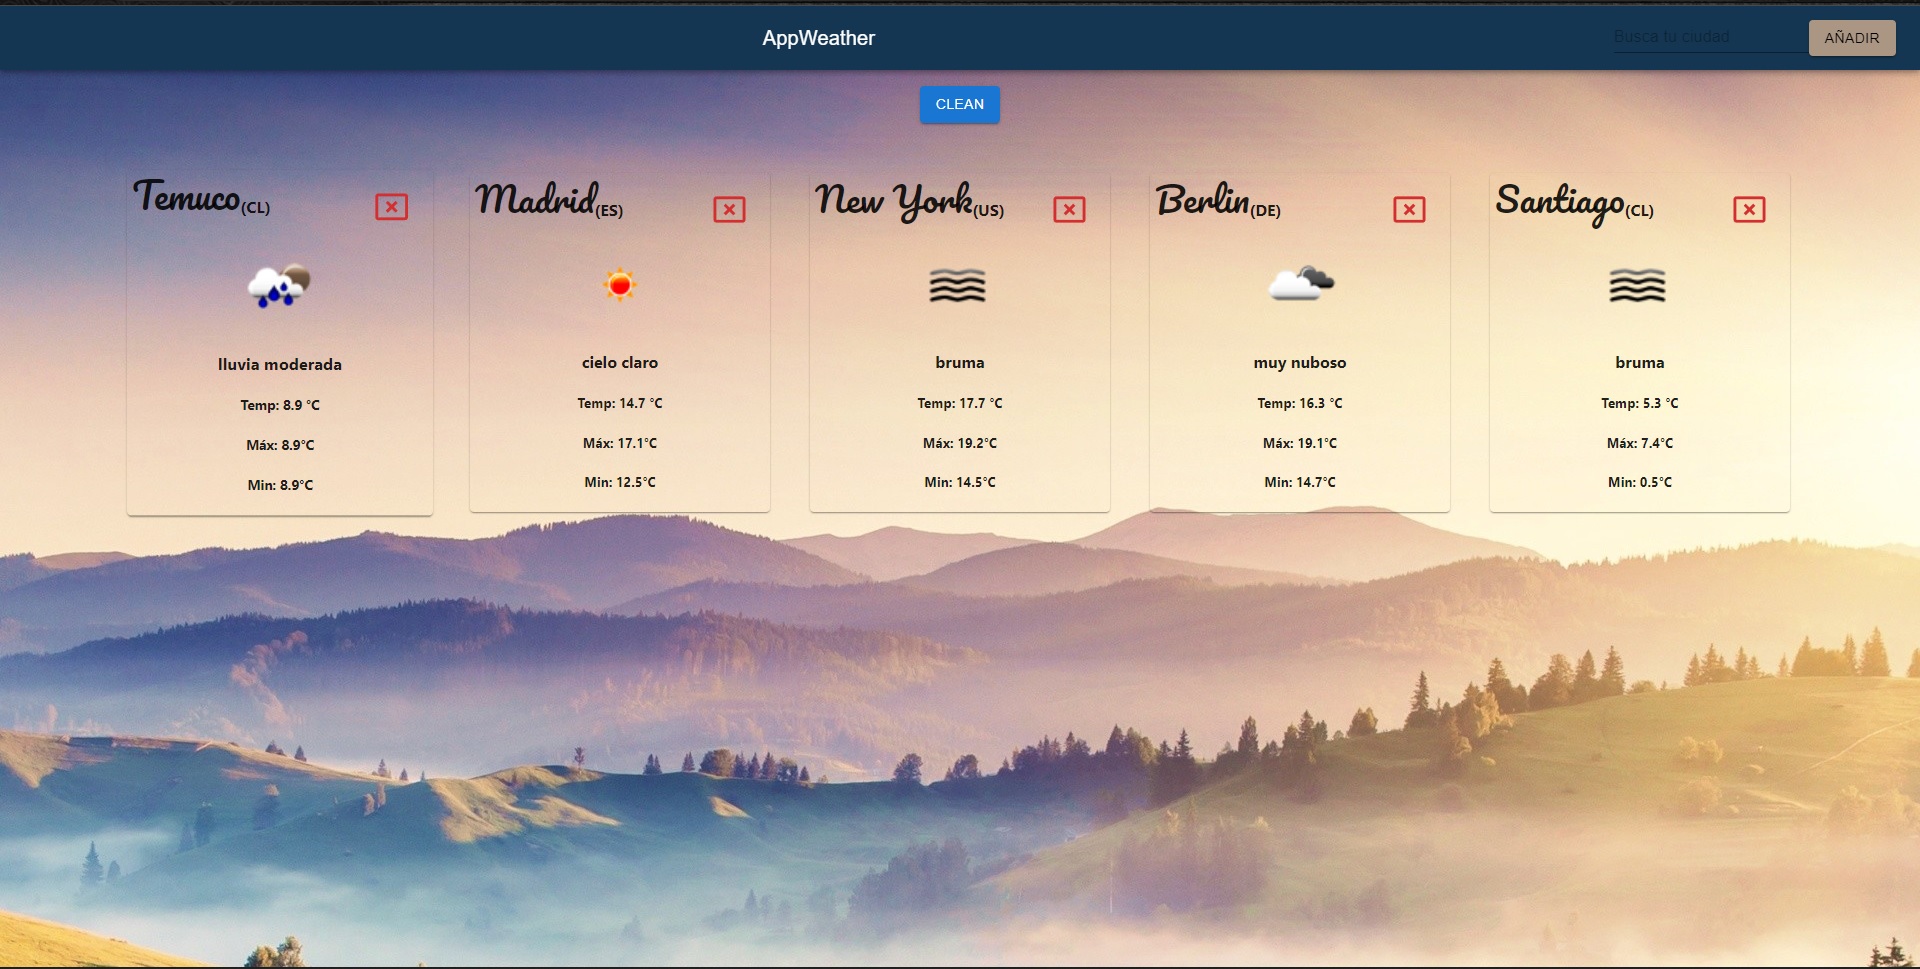 AppWeather
Busca tu ciudad
AÑADIR
CLEAN
Temuco(CL)
lluvia moderada
Temp: 8.9 °C
Máx: 8.9°C
Min: 8.9°C
Madrid(ES)
cielo claro
Temp: 14.7 °C
Máx: 17.1°C
Min: 12.5°C
New York(US)
bruma
Temp: 17.7 °C
Máx: 19.2°C
Min: 14.5°C
Berlin(DE)
muy nuboso
Temp: 16.3 °C
Máx: 19.1°C
Min: 14.7°C
Santiago(CL)
bruma
Temp: 5.3 °C
Máx: 7.4°C
Min: 0.5°C